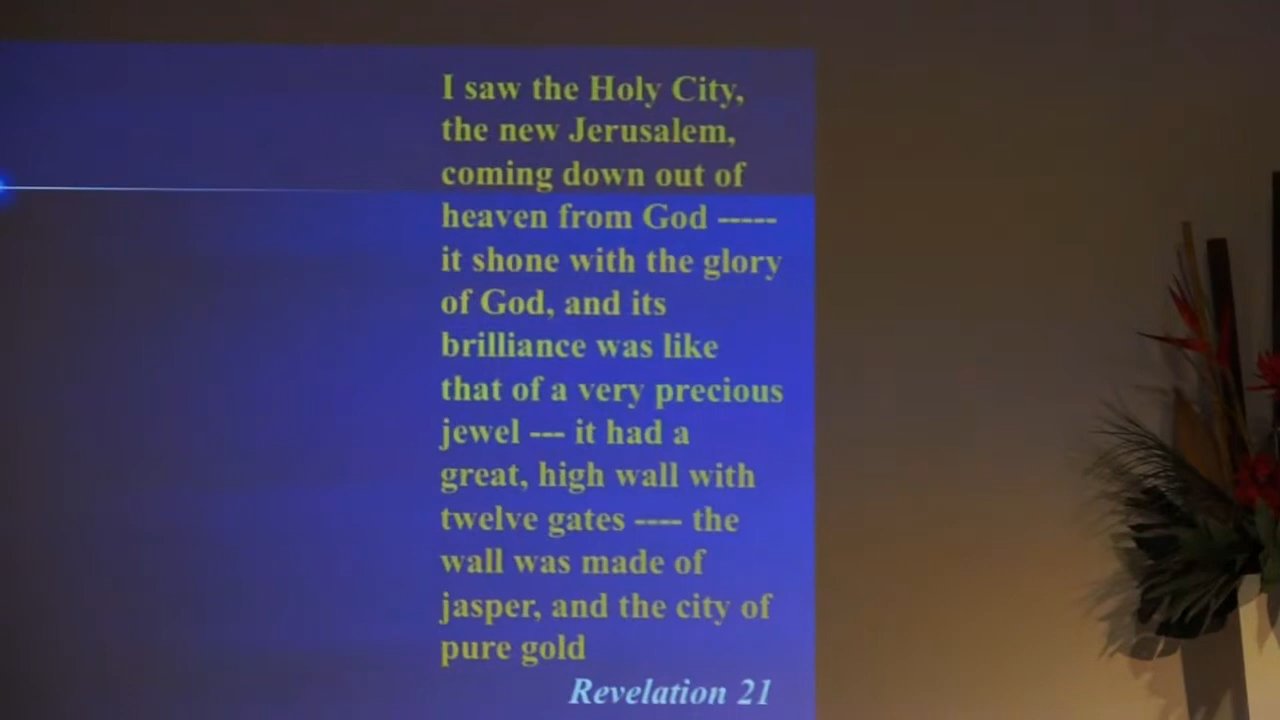 I saw the Holy City,
the new Jerusalem,
coming down out of
heaven from God -----
it shone with the glory
of God, and its
brilliance was like
that of a very precious
jewel --- it had a
great, high wall with
twelve gates ---- the
wall was made of
jasper, and the city of
pure gold
Revelation 21